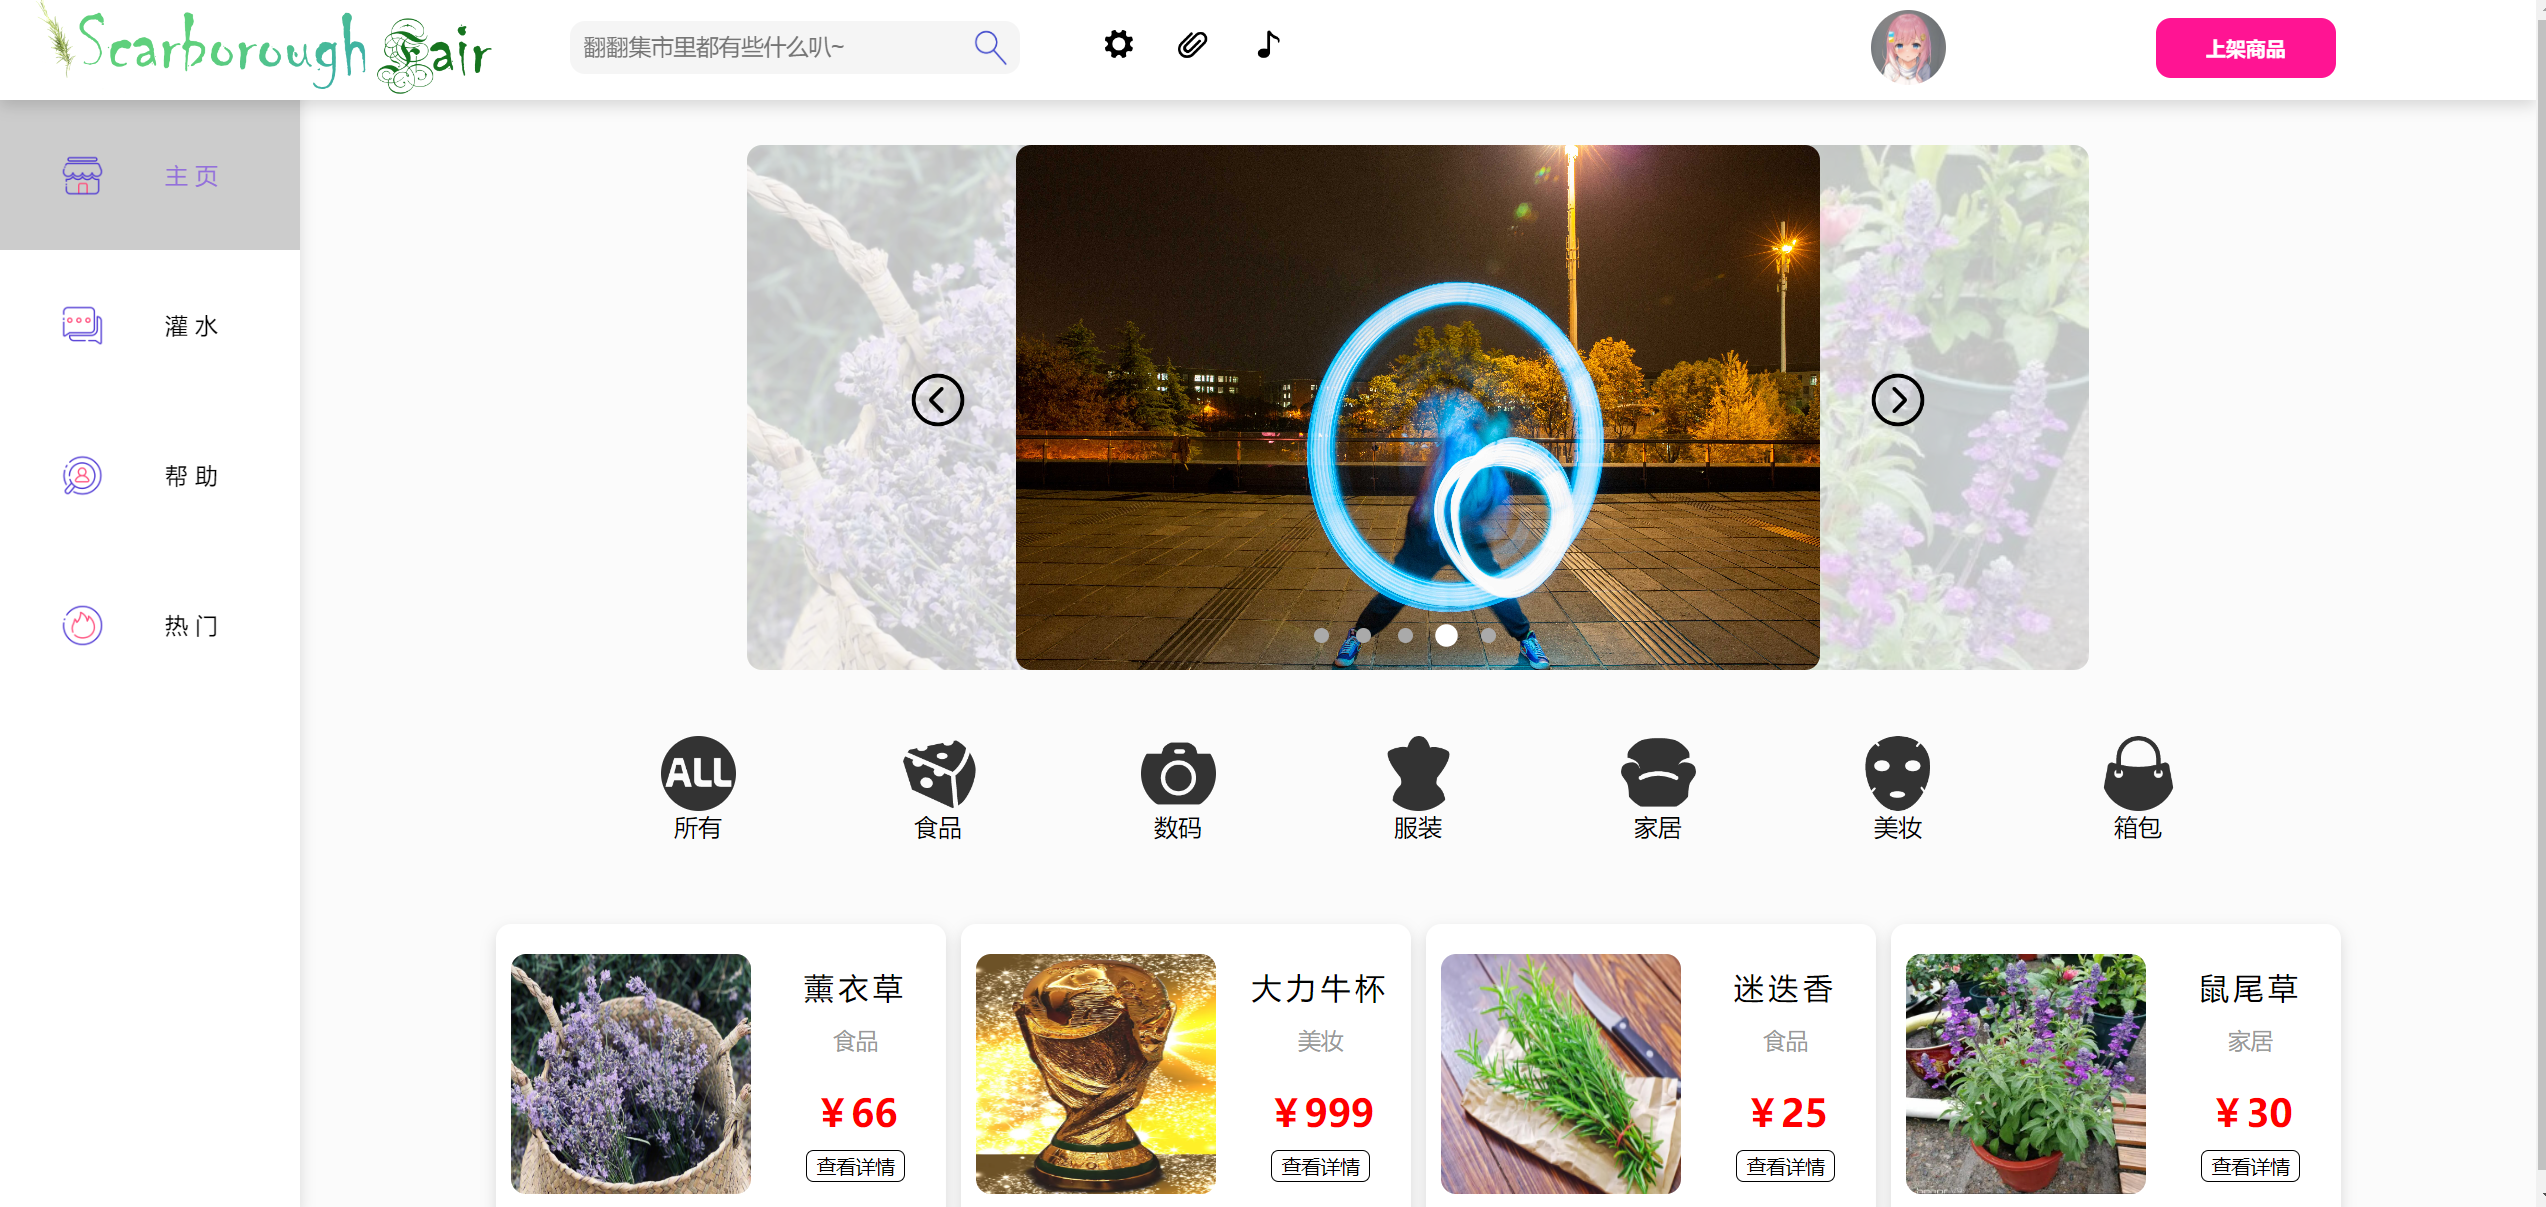 Scarborough Fair
翻翻集市里都有些什么叭~
上架商品
主页
灌水
帮助
热门
ALL
所有
食品
数码
服装
家居
美妆
箱包
薰衣草
食品
￥66
查看详情
大力牛杯
美妆
￥999
查看详情
迷迭香
食品
￥25
查看详情
鼠尾草
家居
￥30
查看详情